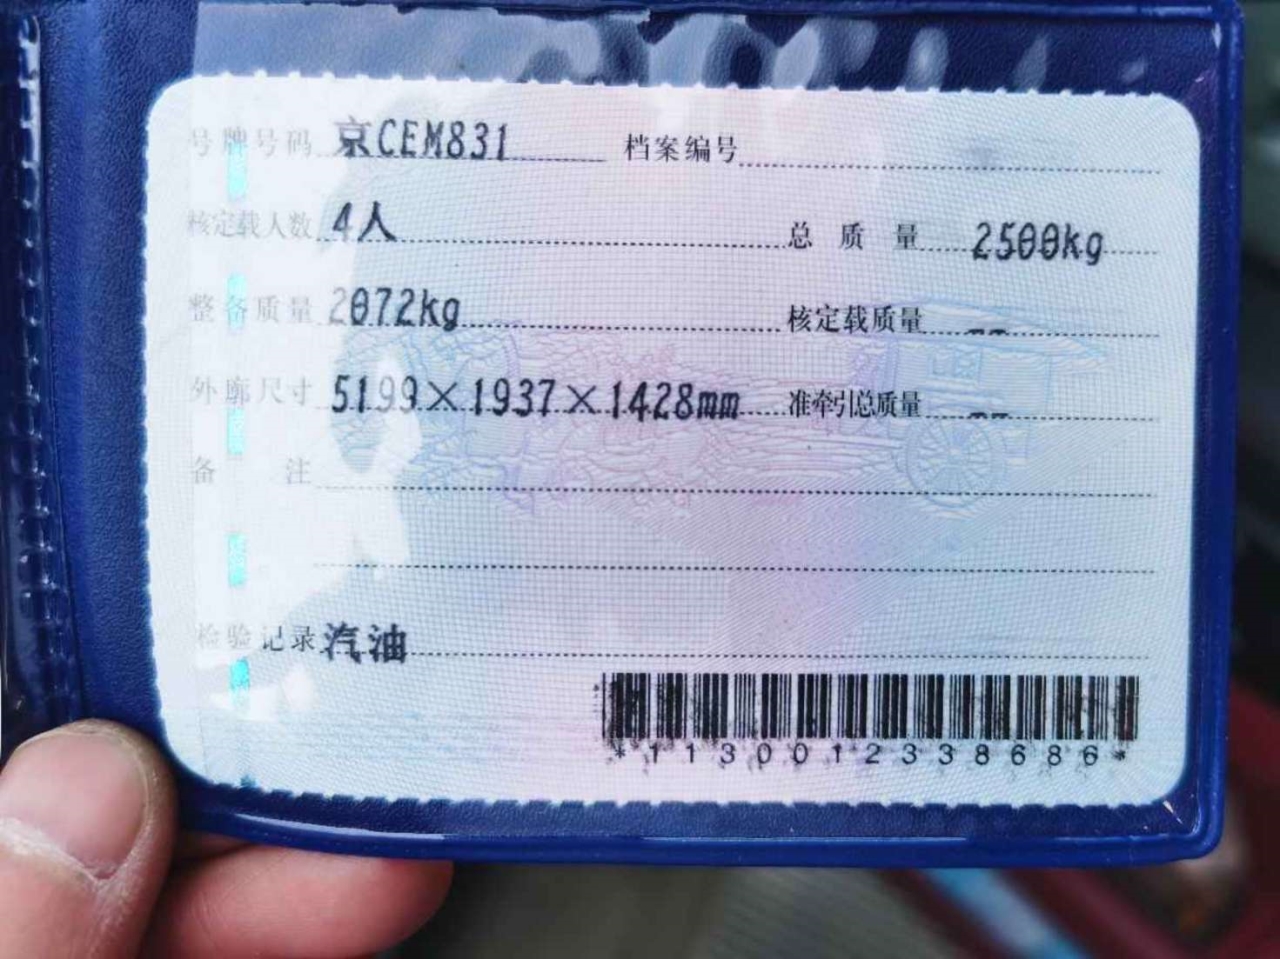 号牌号码 京CEM831 档案编号
核定载人数 4人 总质量 2500kg
整备质量 2072kg 核定载质量 --
外廓尺寸 5199×1937×1428mm 准牵引总质量 --
备注
检验记录 汽油
*1130012338686*